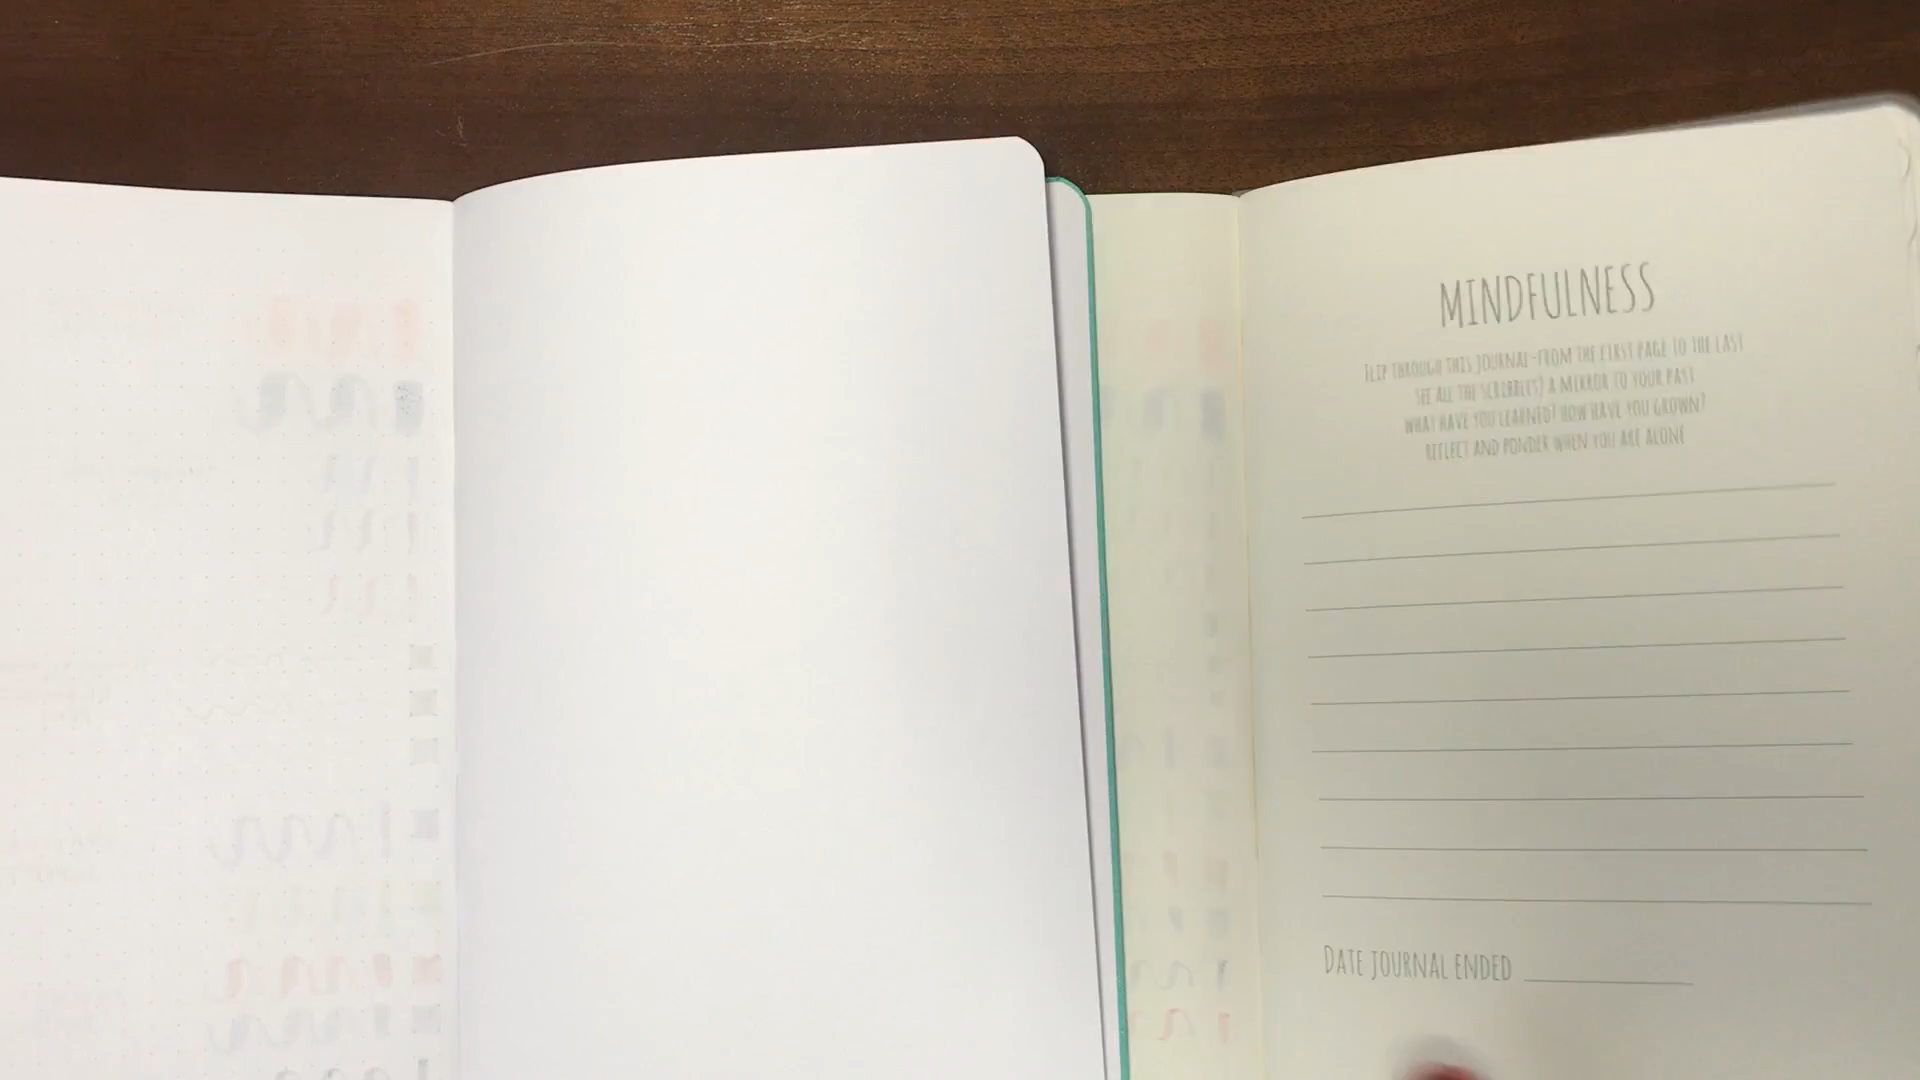 MINDFULNESS
FLIP THROUGH THIS JOURNAL-FROM THE FIRST PAGE TO THE LAST
SEE ALL THE SCRIBBLES) A MIRROR TO YOUR PAST
WHAT HAVE YOU LEARNED? HOW HAVE YOU GROWN?
REFLECT AND PONDER WHEN YOU ARE ALONE
DATE JOURNAL ENDED